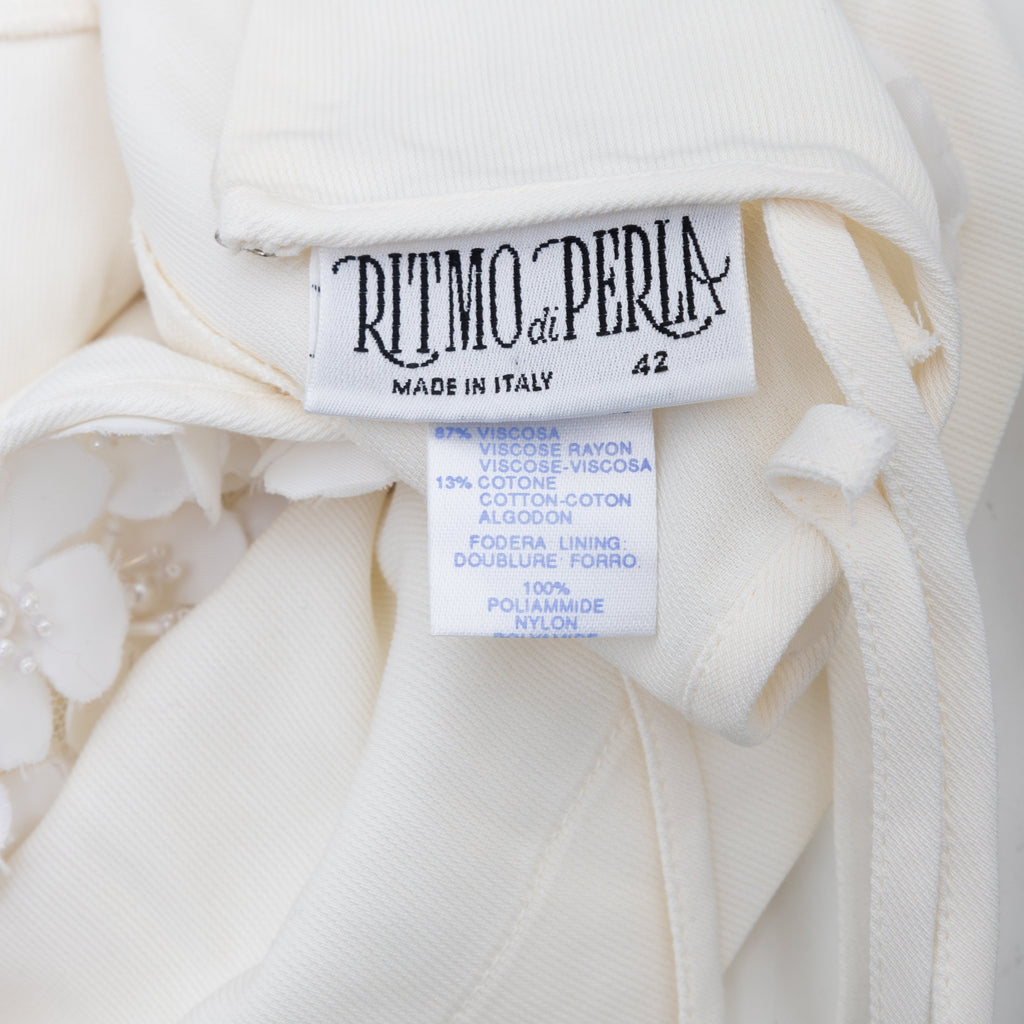 RITMO di PERLA
MADE IN ITALY 42
87% VISCOSA
VISCOSE RAYON
VISCOSE-VISCOSA
13% COTONE
COTTON-COTON
ALGODON
FODERA LINING:
DOUBLURE FORRO.
100%
POLIAMMIDE
NYLON
POLYAMIDE